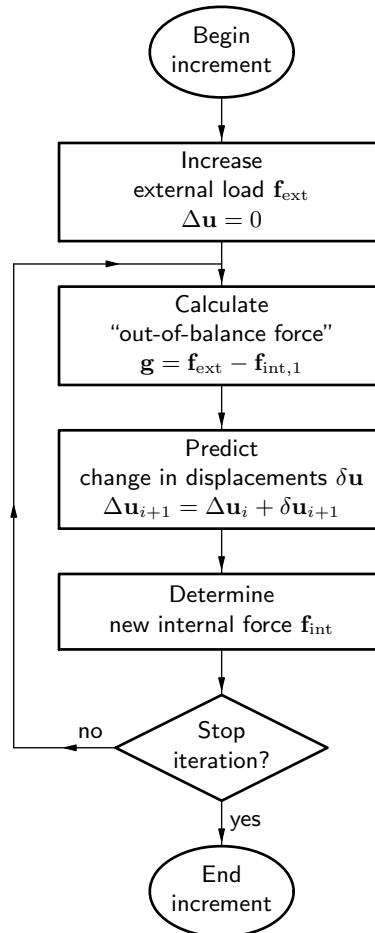 Begin
increment
Increase
external load f_ext
Δu = 0
Calculate
“out-of-balance force”
g = f_ext − f_int,1
Predict
change in displacements δu
Δu_{i+1} = Δu_i + δu_{i+1}
Determine
new internal force f_int
no
Stop
iteration?
yes
End
increment